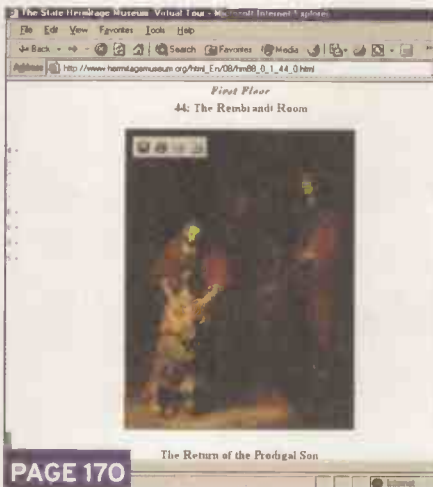 The State Hermitage Museum: Virtual Tour - Microsoft Internet Explorer
File Edit View Favorites Tools Help
Back Search Favorites Media
Address http://www.hermitagemuseum.org/html_En/08/hm88_0_1_44_0.html
First Floor
44: The Rembrandt Room
The Return of the Prodigal Son
PAGE 170
Internet